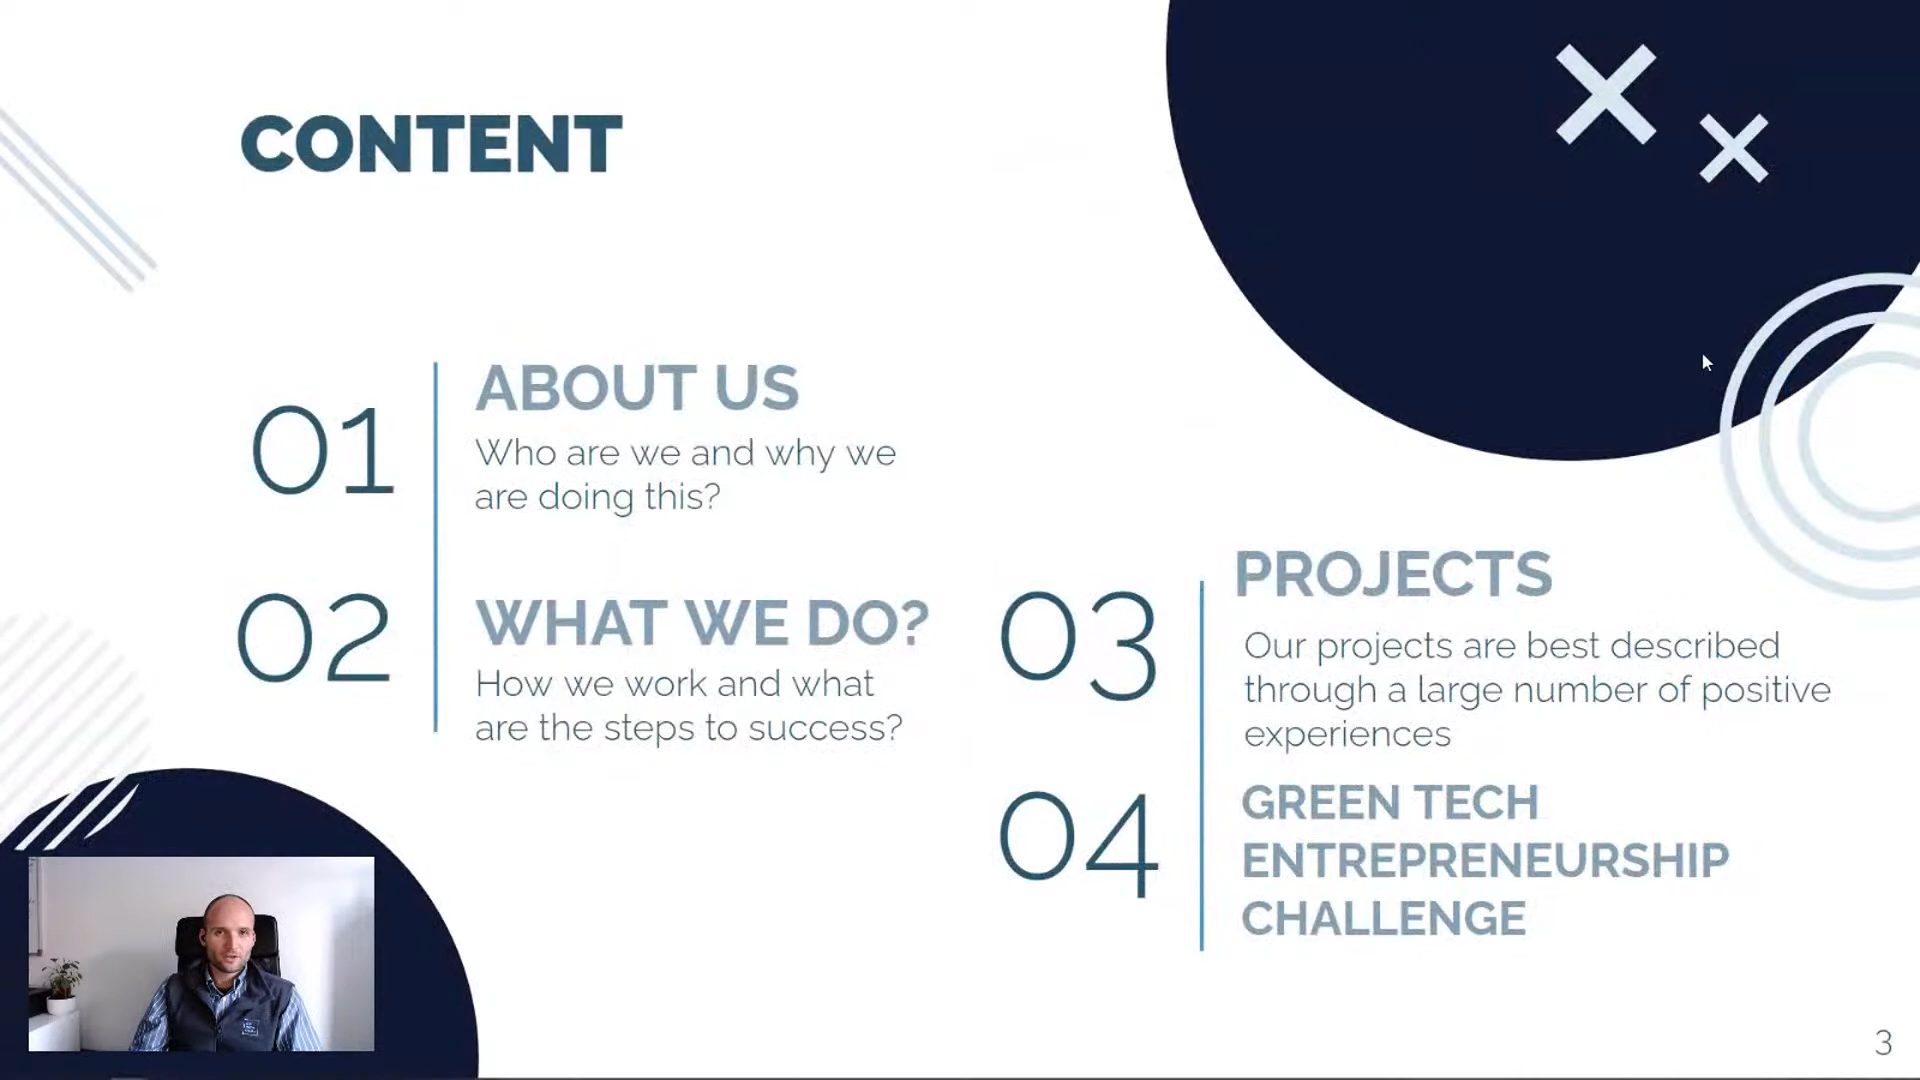 CONTENT
01
ABOUT US
Who are we and why we
are doing this?
02
WHAT WE DO?
How we work and what
are the steps to success?
03
PROJECTS
Our projects are best described
through a large number of positive
experiences
04
GREEN TECH
ENTREPRENEURSHIP
CHALLENGE
3